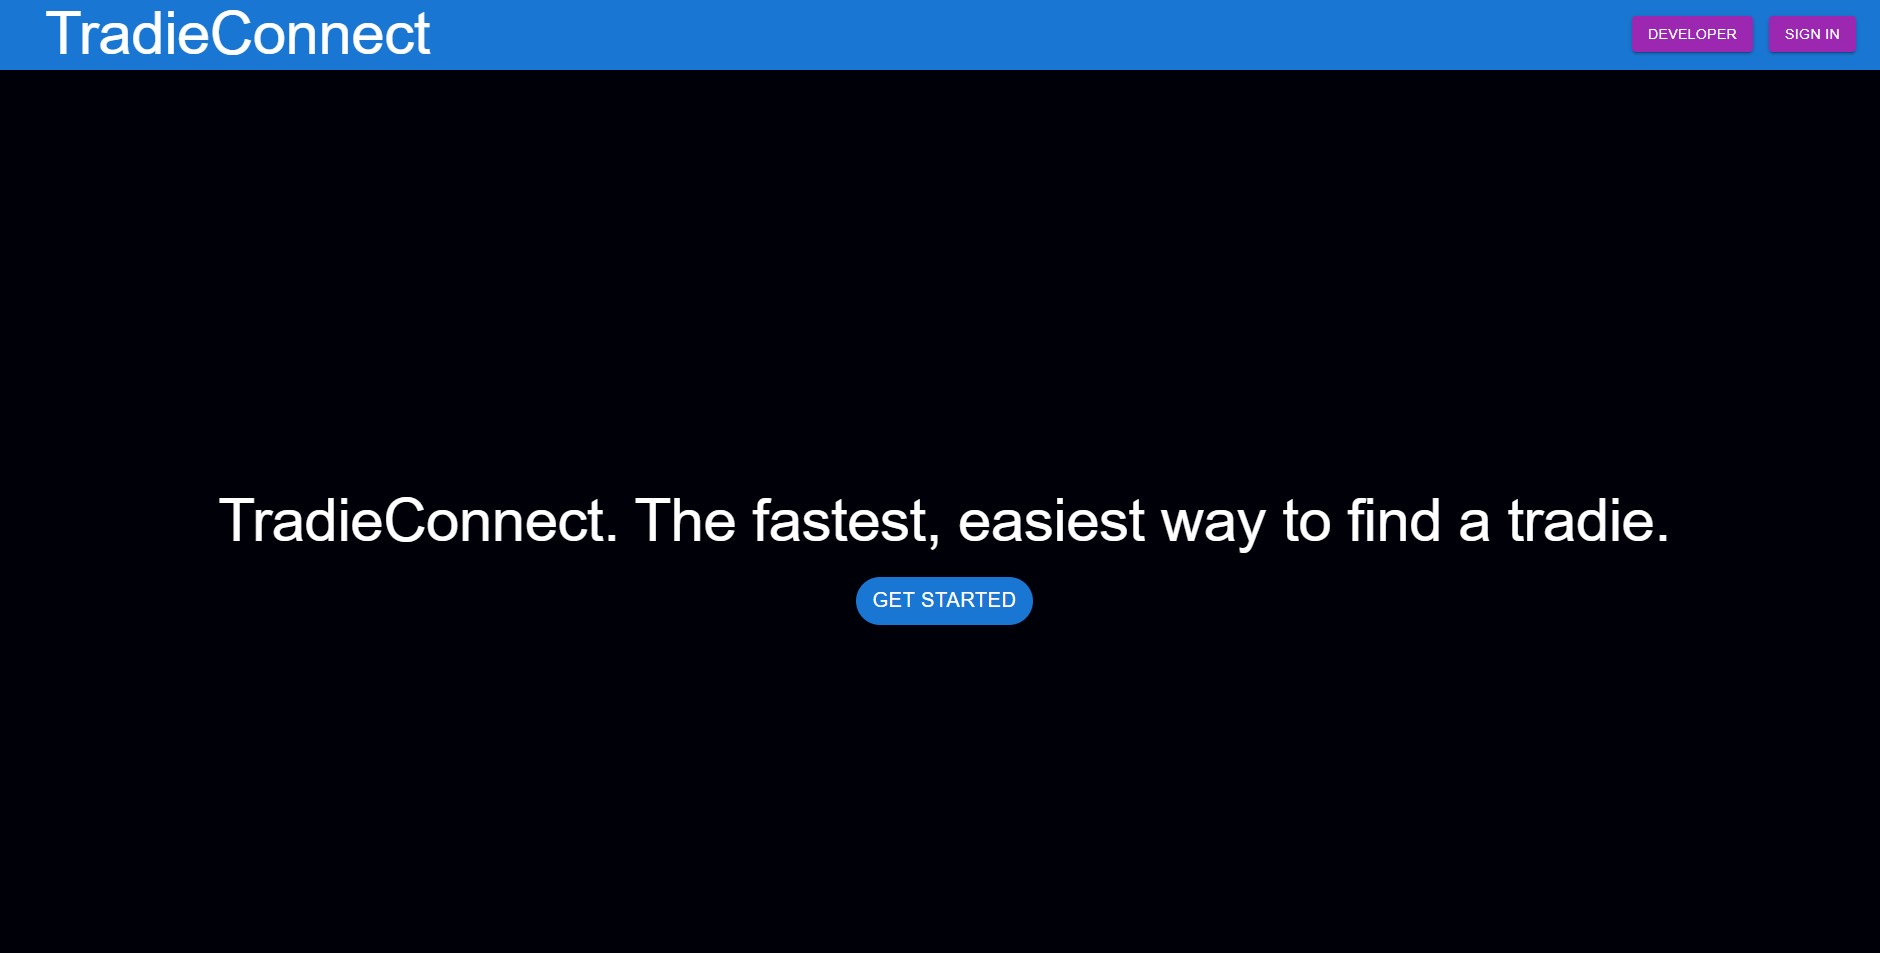 TradieConnect
DEVELOPER
SIGN IN
TradieConnect. The fastest, easiest way to find a tradie.
GET STARTED